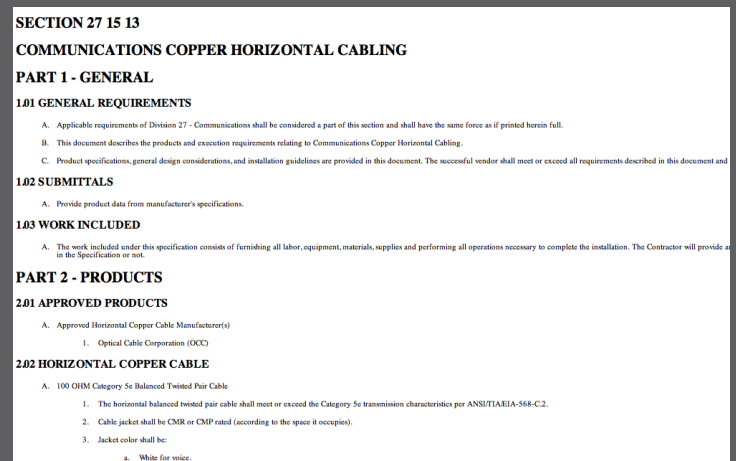 SECTION 27 15 13
COMMUNICATIONS COPPER HORIZONTAL CABLING
PART 1 - GENERAL
1.01 GENERAL REQUIREMENTS
A. Applicable requirements of Division 27 - Communications shall be considered a part of this section and shall have the same force as if printed herein full.
B. This document describes the products and execution requirements relating to Communications Copper Horizontal Cabling.
C. Product specifications, general design considerations, and installation guidelines are provided in this document. The successful vendor shall meet or exceed all requirements described in this document and
1.02 SUBMITTALS
A. Provide product data from manufacturer's specifications.
1.03 WORK INCLUDED
A. The work included under this specification consists of furnishing all labor, equipment, materials, supplies and performing all operations necessary to complete the installation. The Contractor will provide
in the Specification or not.
PART 2 - PRODUCTS
2.01 APPROVED PRODUCTS
A. Approved Horizontal Copper Cable Manufacturer(s)
1. Optical Cable Corporation (OCC)
2.02 HORIZONTAL COPPER CABLE
A. 100 OHM Category 5e Balanced Twisted Pair Cable
1. The horizontal balanced twisted pair cable shall meet or exceed the Category 5e transmission characteristics per ANSI/TIA/EIA-568-C.2.
2. Cable jacket shall be CMR or CMP rated (according to the space it occupies).
3. Jacket color shall be:
a. White for voice.